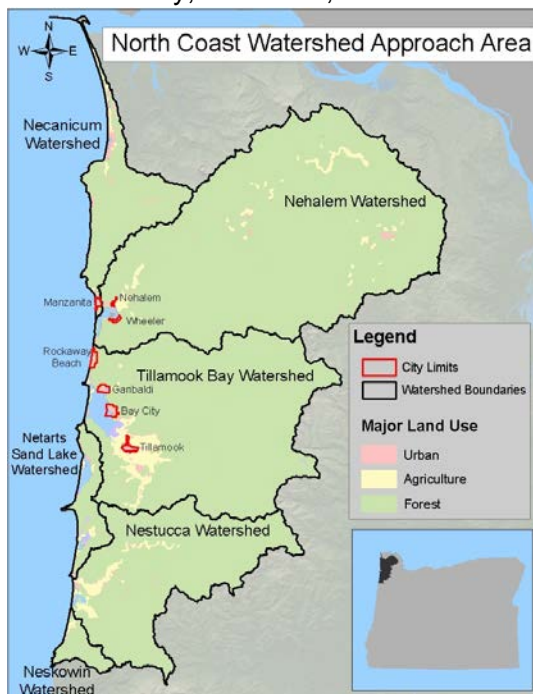 North Coast Watershed Approach Area
N
W E
S
Necanicum
Watershed
Nehalem Watershed
Manzanita
Nehalem
Wheeler
Rockaway
Beach
Tillamook Bay Watershed
Garibaldi
Bay City
Netarts
Sand Lake
Watershed
Tillamook
Nestucca Watershed
Neskowin
Watershed
Legend
City Limits
Watershed Boundaries
Major Land Use
Urban
Agriculture
Forest